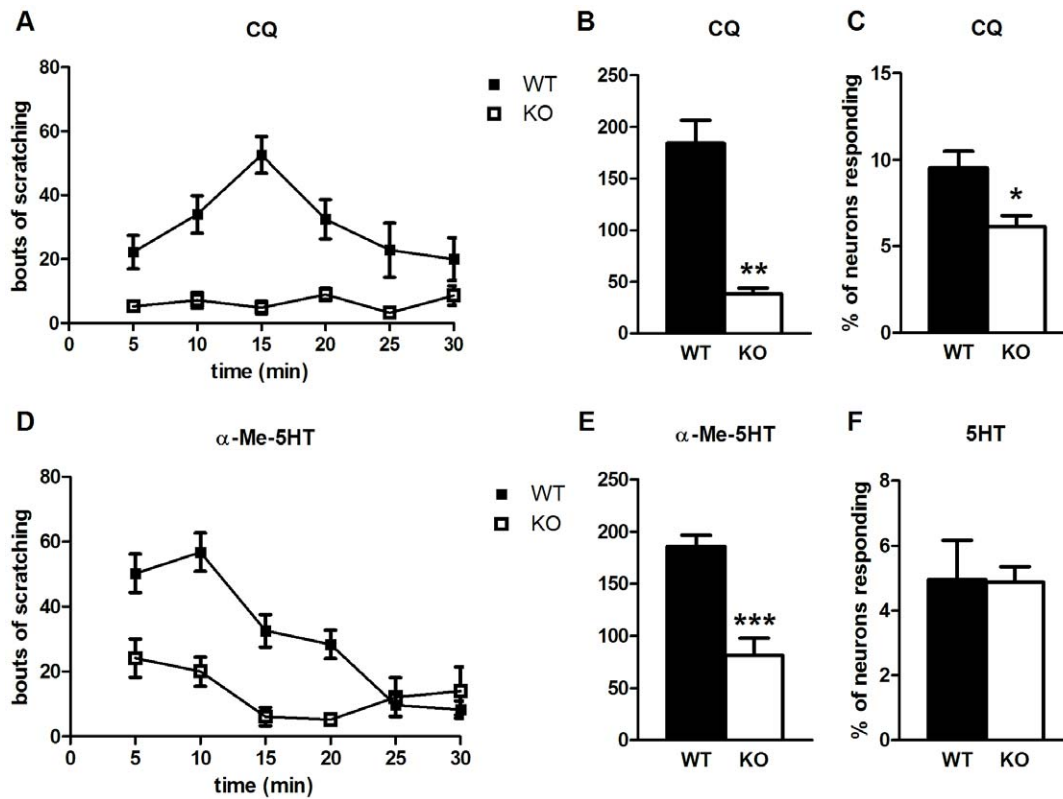 A
CQ
bouts of scratching
80
60
40
20
0
0 5 10 15 20 25 30
time (min)
WT
KO
B
CQ
250
200
150
100
50
0
**
WT KO
C
CQ
% of neurons responding
15
10
5
0
*
WT KO
D
α-Me-5HT
bouts of scratching
80
60
40
20
0
0 5 10 15 20 25 30
time (min)
WT
KO
E
α-Me-5HT
250
200
150
100
50
0
***
WT KO
F
5HT
% of neurons responding
8
6
4
2
0
WT KO